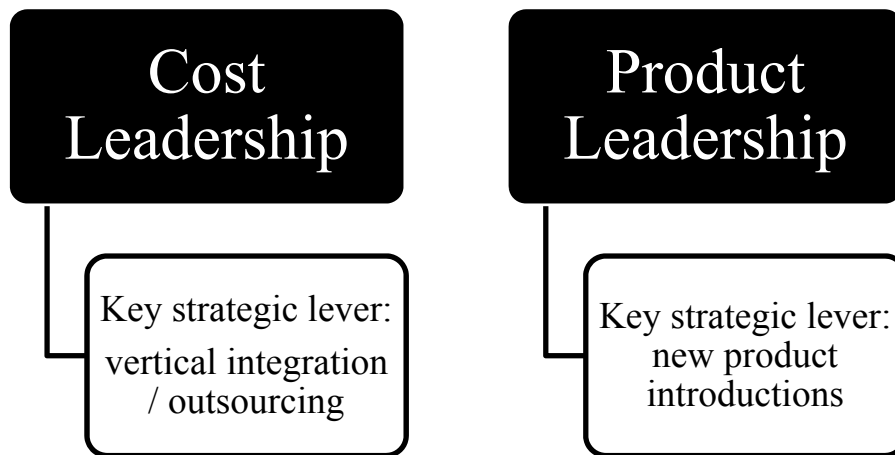 Cost
Leadership
Key strategic lever:
vertical integration
/ outsourcing
Product
Leadership
Key strategic lever:
new product
introductions